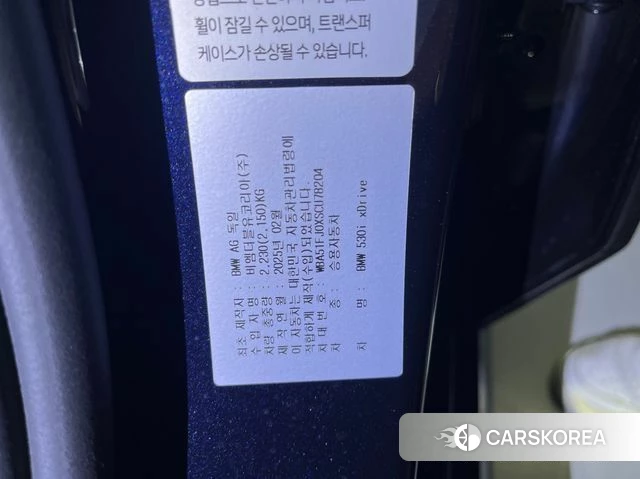 휠이 잠길 수 있으며, 트랜스퍼
케이스가 손상될 수 있습니다.
최초 제작자 : BMW AG 독일
수 입 자 명 : 비엠더블유코리아(주)
차량 총중량 : 2,230(2,150)KG
제 작 연 월 : 2025년 02월
이 자동차는 대한민국 자동차관리법령에
적합하게 제작(수입)되었습니다.
차 대 번 호 : WBA51FJ0XSCU78204
차 종 : 승용자동차
차 명 : BMW 530i xDrive
CARSKOREA